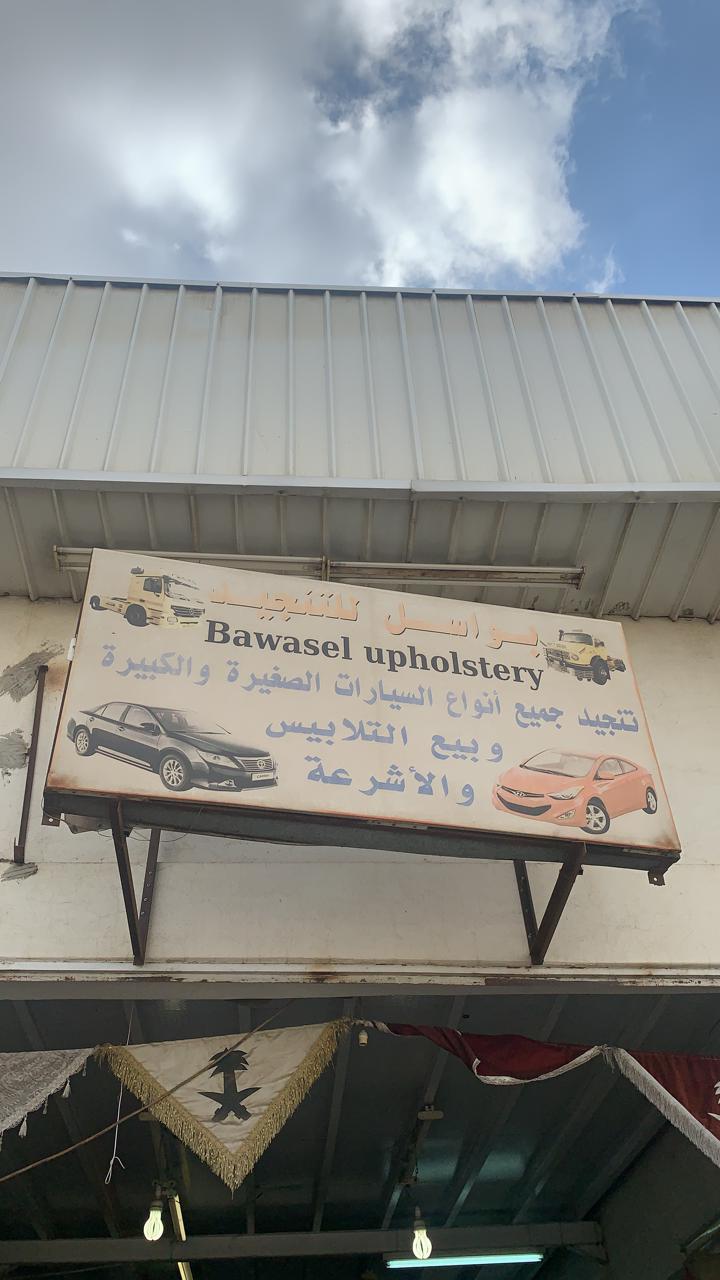 بواسل للتنجيد
Bawasel upholstery
تنجيد جميع أنواع السيارات الصغيرة والكبيرة
وبيع التلابيس
والأشرعة